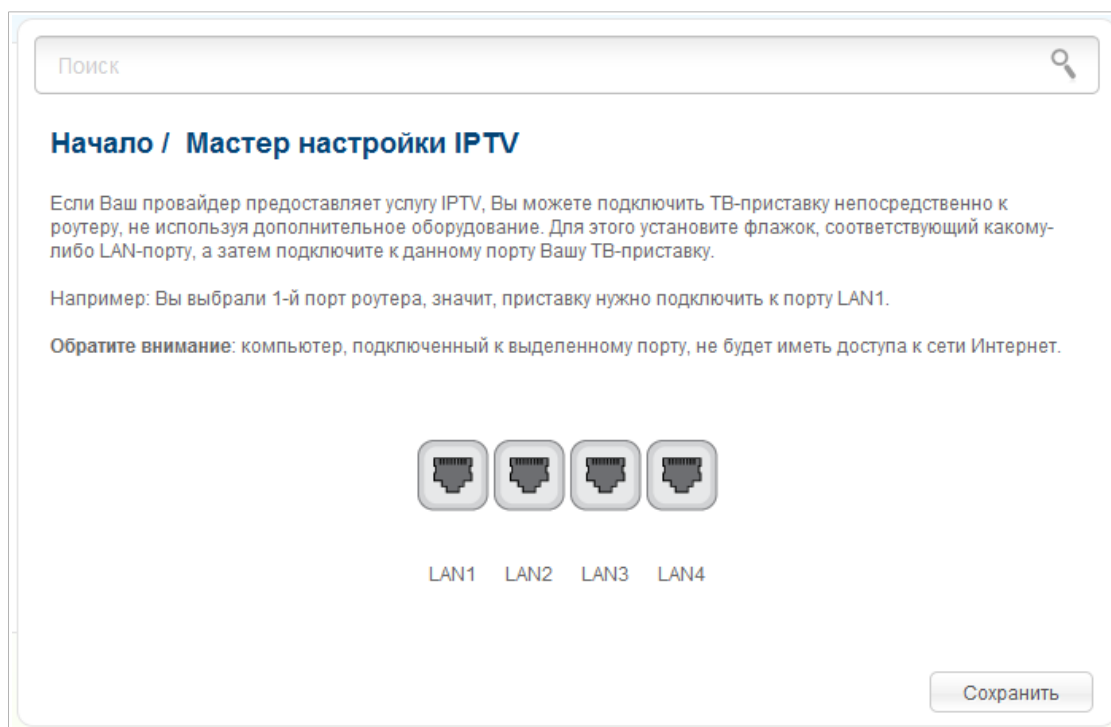 Поиск
Начало / Мастер настройки IPTV
Если Ваш провайдер предоставляет услугу IPTV, Вы можете подключить ТВ-приставку непосредственно к
роутеру, не используя дополнительное оборудование. Для этого установите флажок, соответствующий какому-
либо LAN-порту, а затем подключите к данному порту Вашу ТВ-приставку.
Например: Вы выбрали 1-й порт роутера, значит, приставку нужно подключить к порту LAN1.
Обратите внимание: компьютер, подключенный к выделенному порту, не будет иметь доступа к сети Интернет.
LAN1 LAN2 LAN3 LAN4
Сохранить